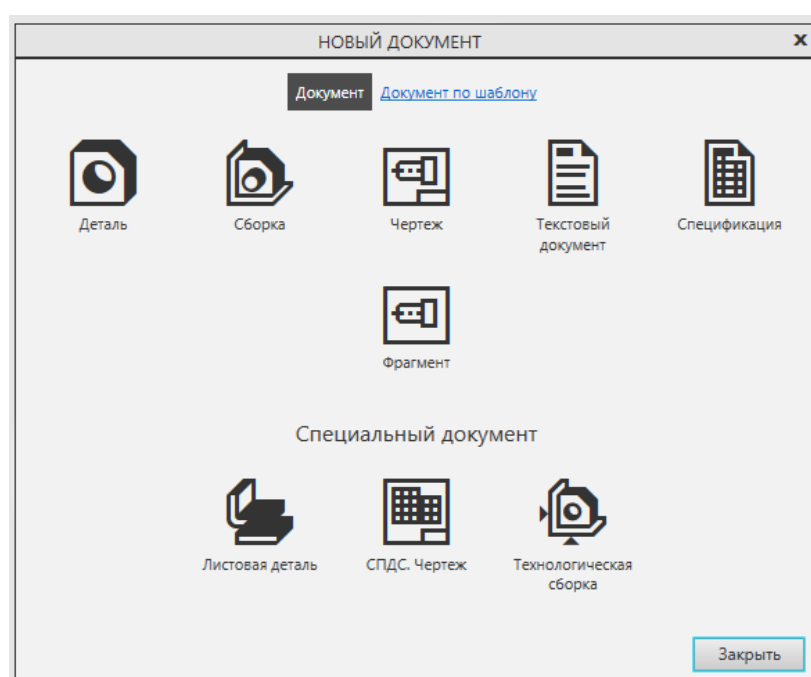 НОВЫЙ ДОКУМЕНТ x
Документ Документ по шаблону
Деталь Сборка Чертеж Текстовый Спецификация
документ
Фрагмент
Специальный документ
Листовая деталь СПДС. Чертеж Технологическая
сборка
Закрыть